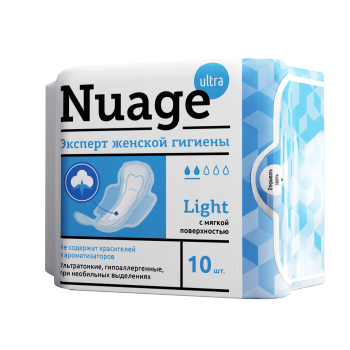 ultra
Nuage
Эксперт женской гигиены
Light
с мягкой
поверхностью
Не содержат красителей
и ароматизаторов
Ультратонкие, гипоаллергенные,
при необильных выделениях
10 шт.